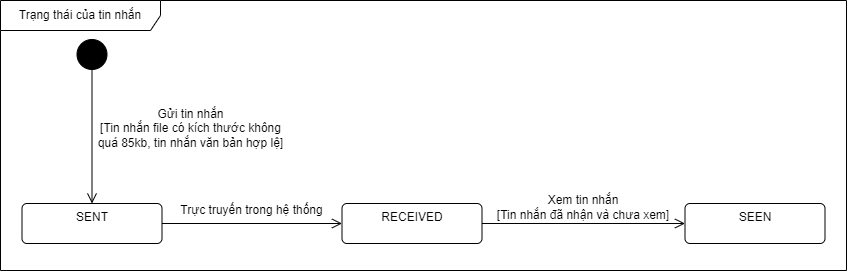 Trạng thái của tin nhắn
Gửi tin nhắn
[Tin nhắn file có kích thước không
quá 85kb, tin nhắn văn bản hợp lệ]
SENT
Trực truyến trong hệ thống
RECEIVED
Xem tin nhắn
[Tin nhắn đã nhận và chưa xem]
SEEN